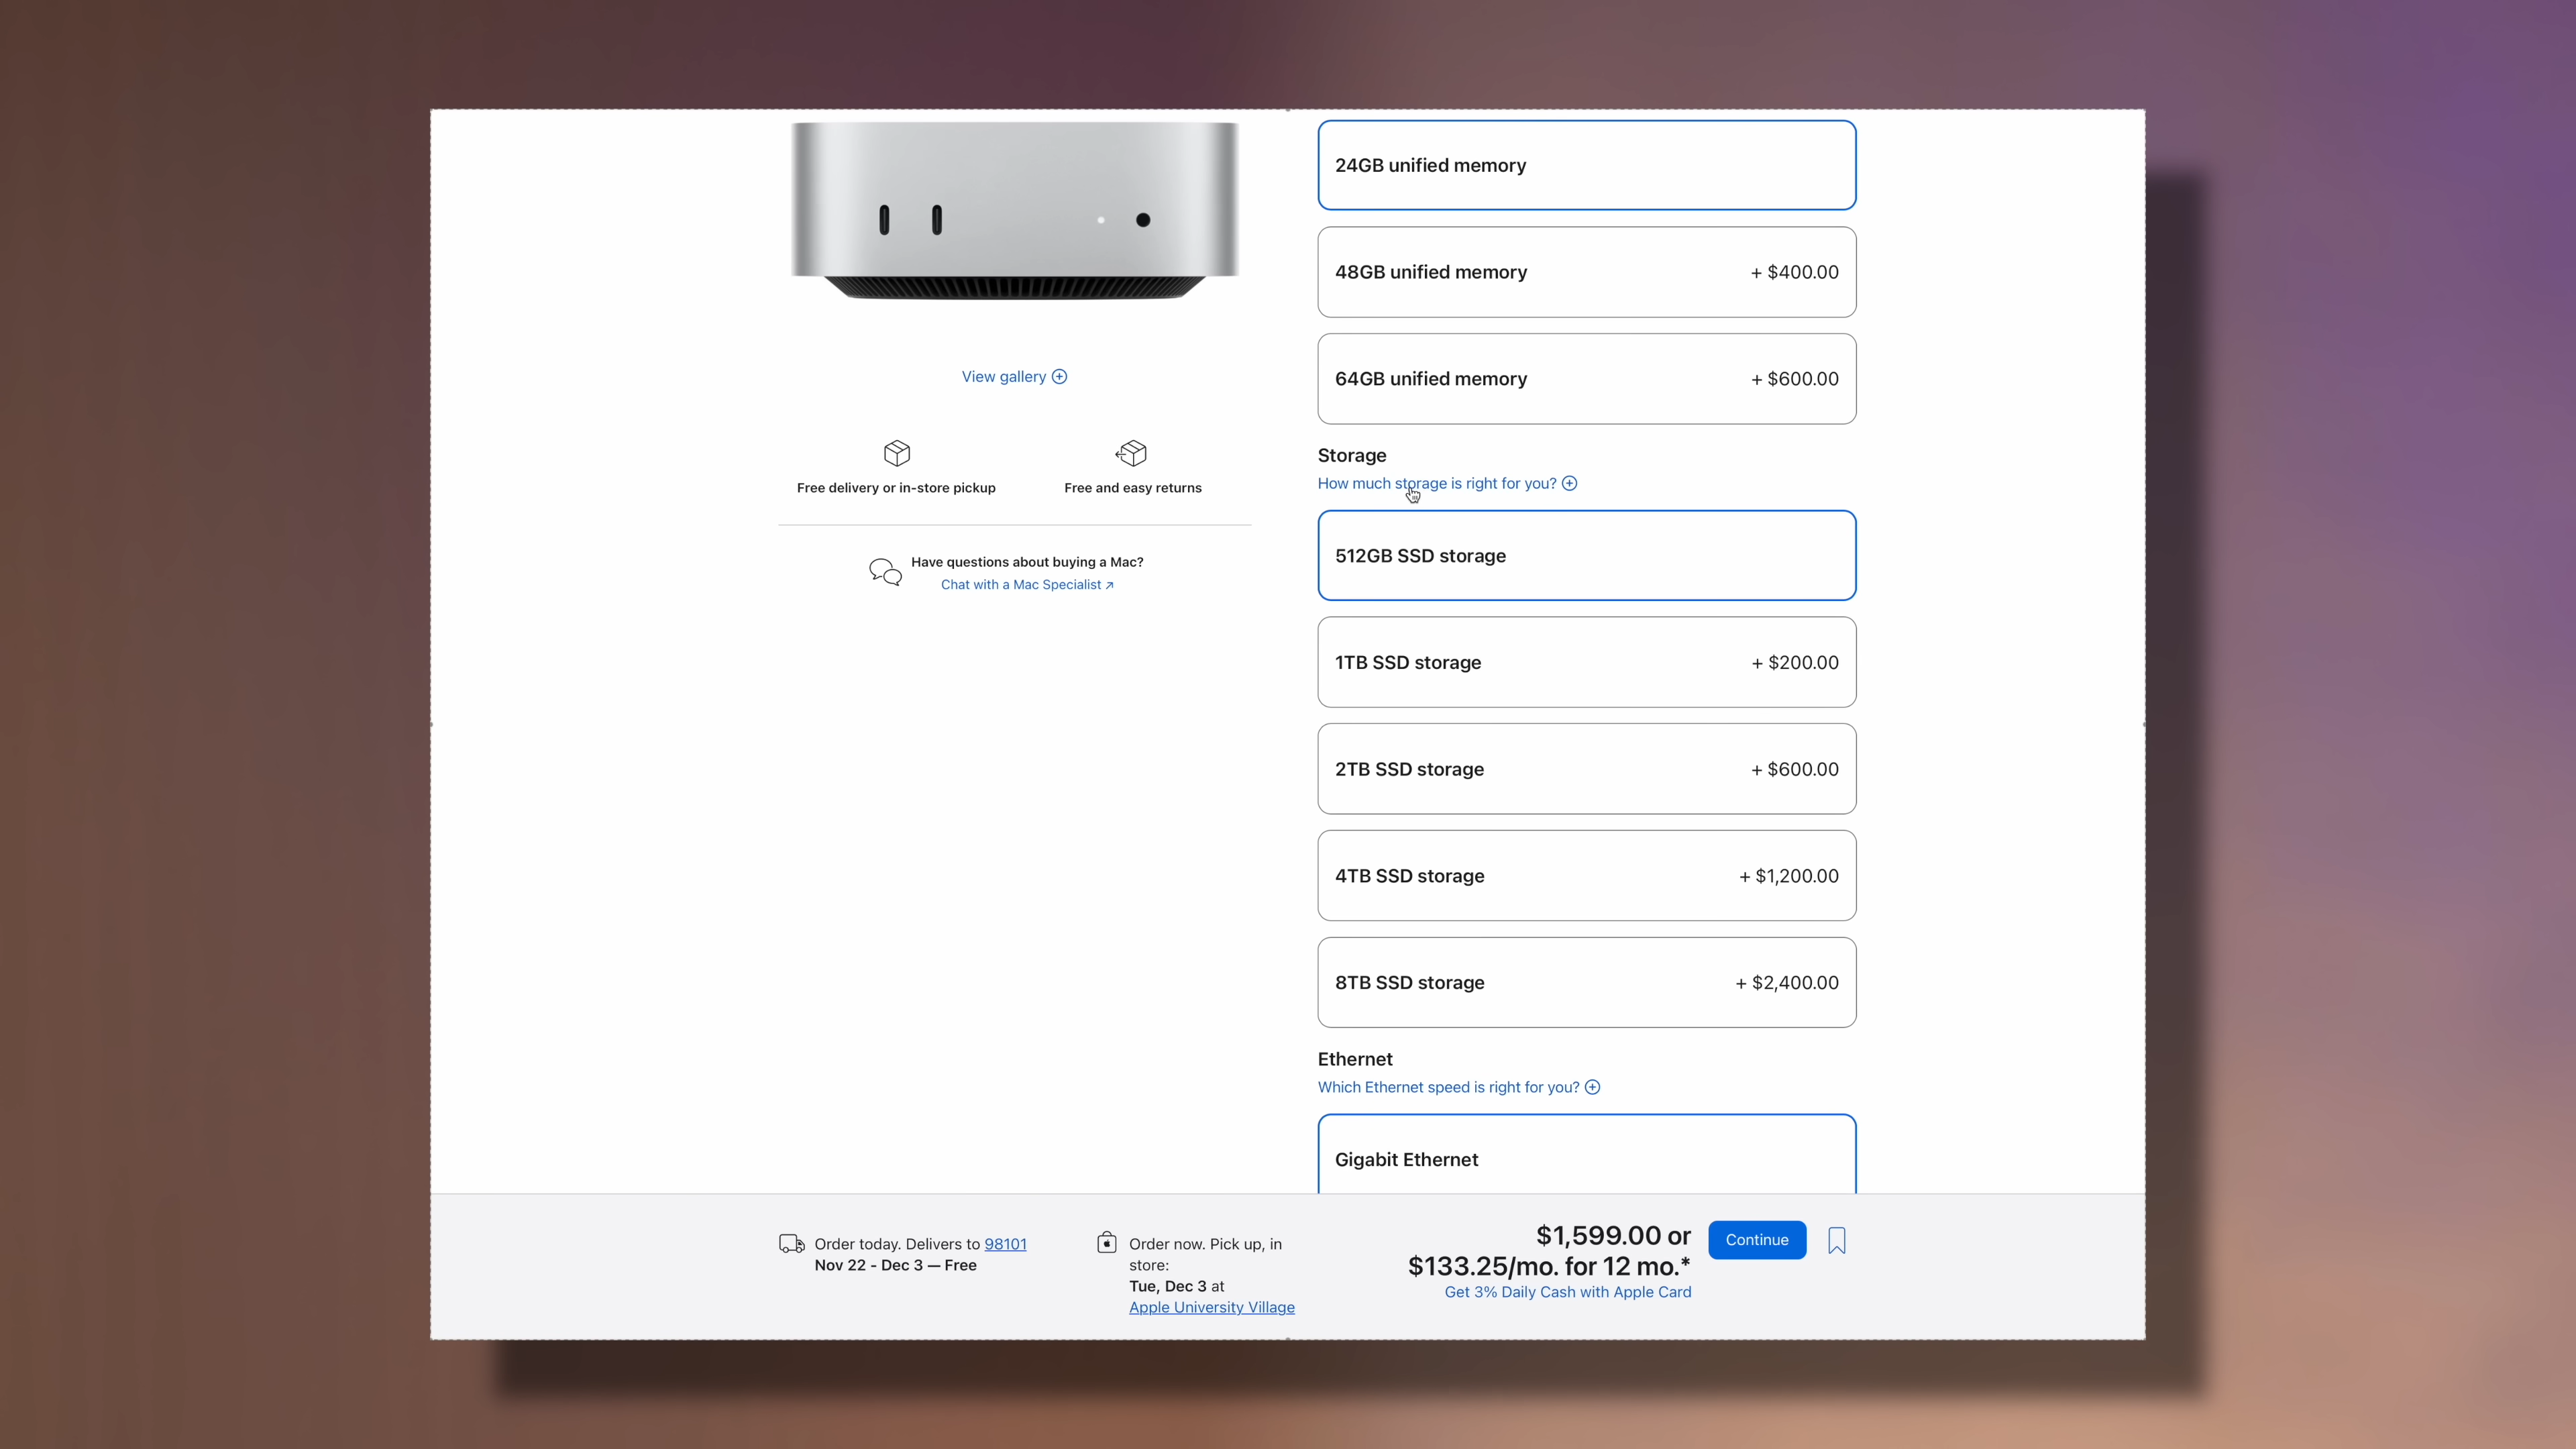 24GB unified memory
48GB unified memory
+ $400.00
64GB unified memory
+ $600.00
View gallery
Free delivery or in-store pickup
Free and easy returns
Have questions about buying a Mac?
Chat with a Mac Specialist ↗
Storage
How much storage is right for you?
512GB SSD storage
1TB SSD storage
+ $200.00
2TB SSD storage
+ $600.00
4TB SSD storage
+ $1,200.00
8TB SSD storage
+ $2,400.00
Ethernet
Which Ethernet speed is right for you?
Gigabit Ethernet
Order today. Delivers to 98101
Nov 22 - Dec 3 — Free
Order now. Pick up, in
store:
Tue, Dec 3 at
Apple University Village
$1,599.00 or
$133.25/mo. for 12 mo.*
Get 3% Daily Cash with Apple Card
Continue